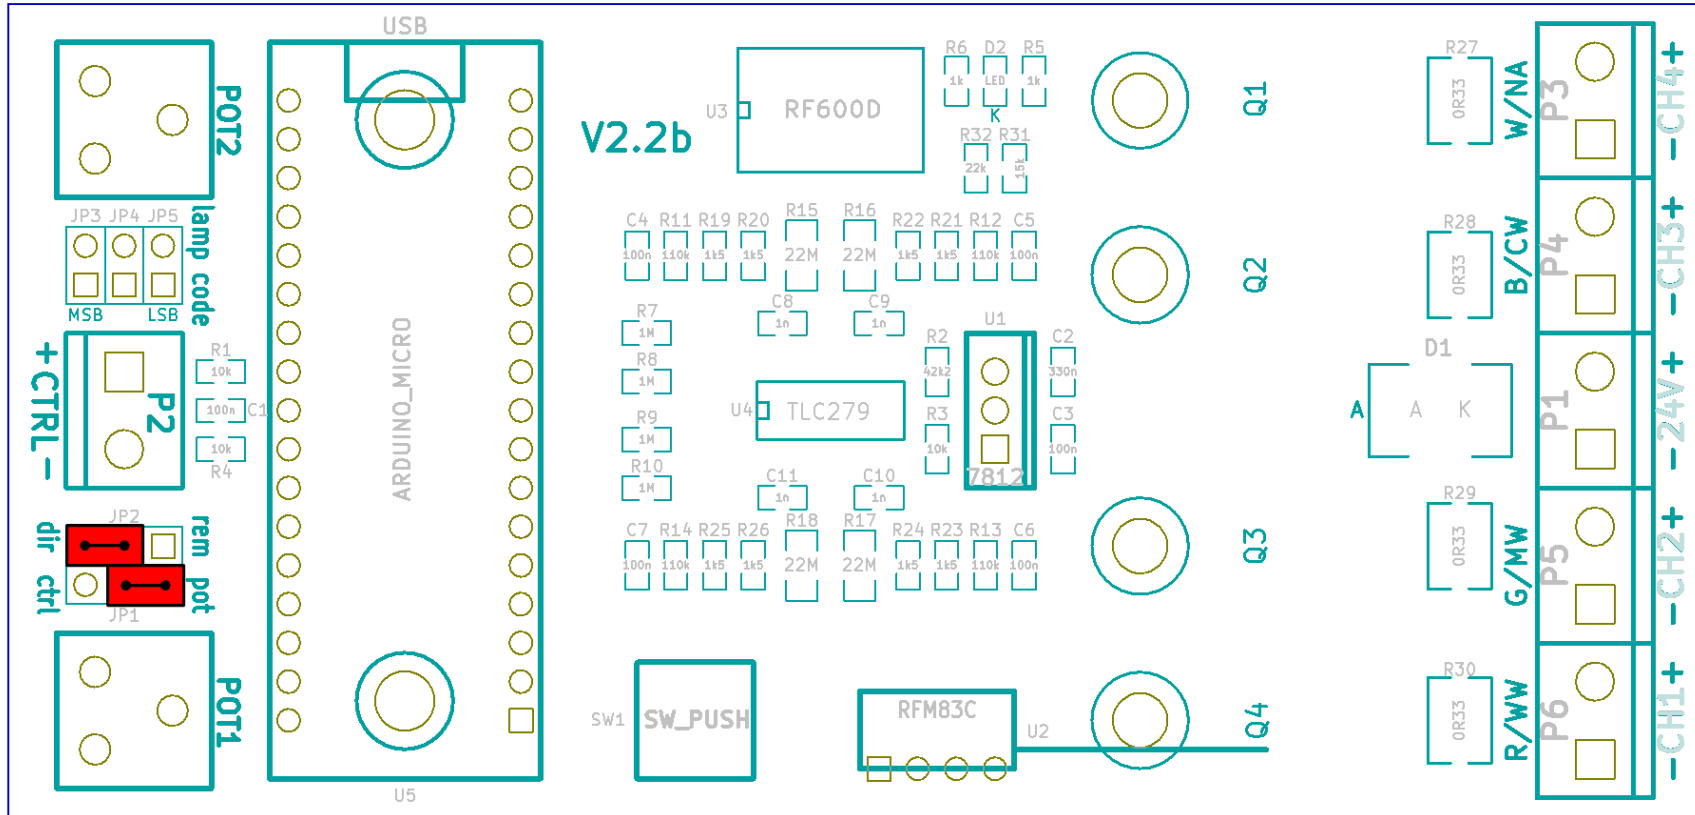 USB
POT2
JP3 JP4 JP5
lamp code
MSB LSB
+CTRL-
P2
R1
10k
100n C1
10k
R4
JP2
rem
dir
pot
ctrl
JP1
POT1
ARDUINO_MICRO
U5
V2.2b
U3
RF600D
R6 D2 R5
1k LED 1k
K
R32 R31
22k 15k
C4 R11 R19 R20 R15 R16 R22 R21 R12 C5
100n 110k 1k5 1k5 22M 22M 1k5 1k5 110k 100n
C8 C9
1n 1n
R7
1M
R8
1M
R9
1M
R10
1M
U4
TLC279
U1
R2
42k2
C2
330n
R3
10k
C3
100n
7812
C11 C10
1n 1n
C7 R14 R25 R26 R18 R17 R24 R23 R13 C6
100n 110k 1k5 1k5 22M 22M 1k5 1k5 110k 100n
SW1
SW_PUSH
RFM83C
U2
Q1
Q2
Q3
Q4
R27
0R33
W/NA
P3
-CH4+
R28
0R33
B/CW
P4
-CH3+
D1
A A K
P1
-24V+
R29
0R33
G/MW
P5
-CH2+
R30
0R33
R/WW
P6
-CH1+